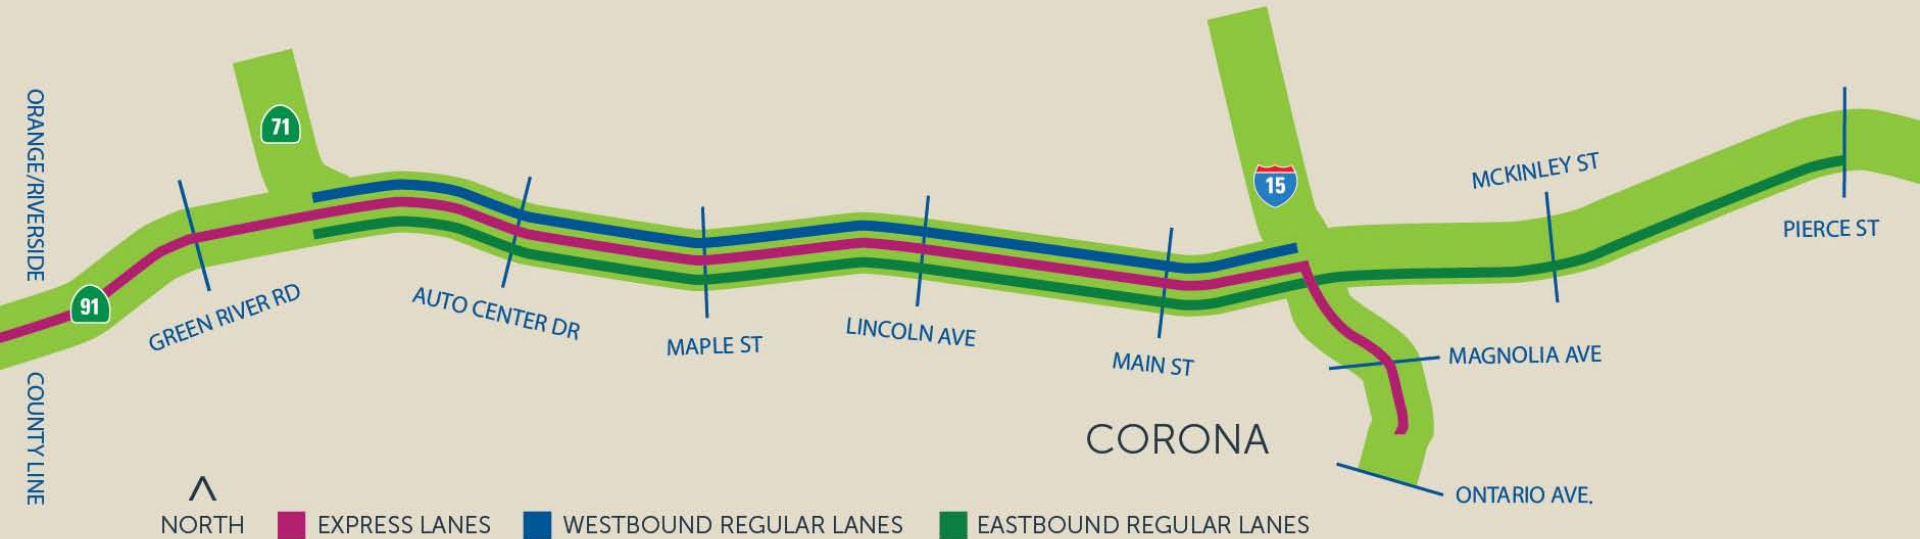 ORANGE/RIVERSIDE
COUNTY LINE
71
91
15
GREEN RIVER RD
AUTO CENTER DR
MAPLE ST
LINCOLN AVE
MAIN ST
MCKINLEY ST
PIERCE ST
MAGNOLIA AVE
CORONA
ONTARIO AVE.
NORTH
EXPRESS LANES
WESTBOUND REGULAR LANES
EASTBOUND REGULAR LANES